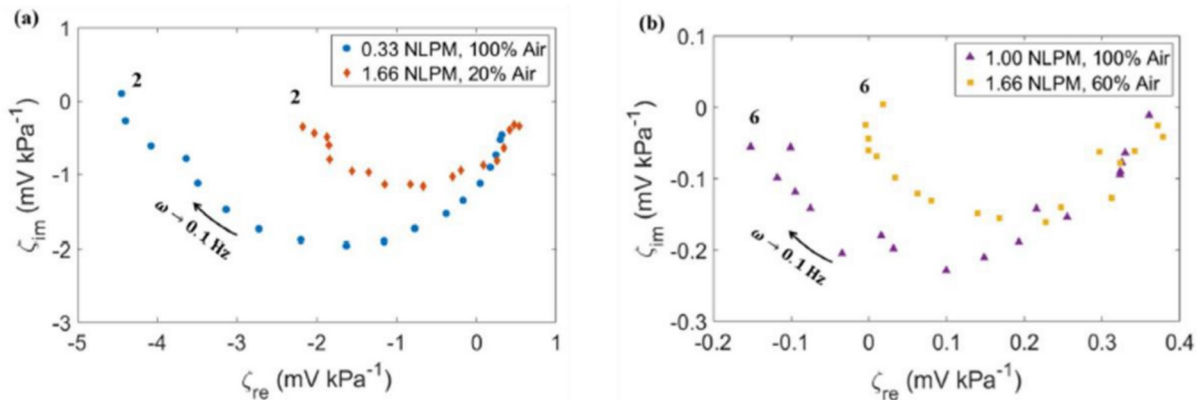 (a)
1
0
-1
-2
-3
ζim (mV kPa⁻¹)
0.33 NLPM, 100% Air
1.66 NLPM, 20% Air
2
2
ω → 0.1 Hz
-5 -4 -3 -2 -1 0 1
ζre (mV kPa⁻¹)
(b)
0.1
0
-0.1
-0.2
-0.3
ζim (mV kPa⁻¹)
1.00 NLPM, 100% Air
1.66 NLPM, 60% Air
6
6
ω → 0.1 Hz
-0.2 -0.1 0 0.1 0.2 0.3 0.4
ζre (mV kPa⁻¹)